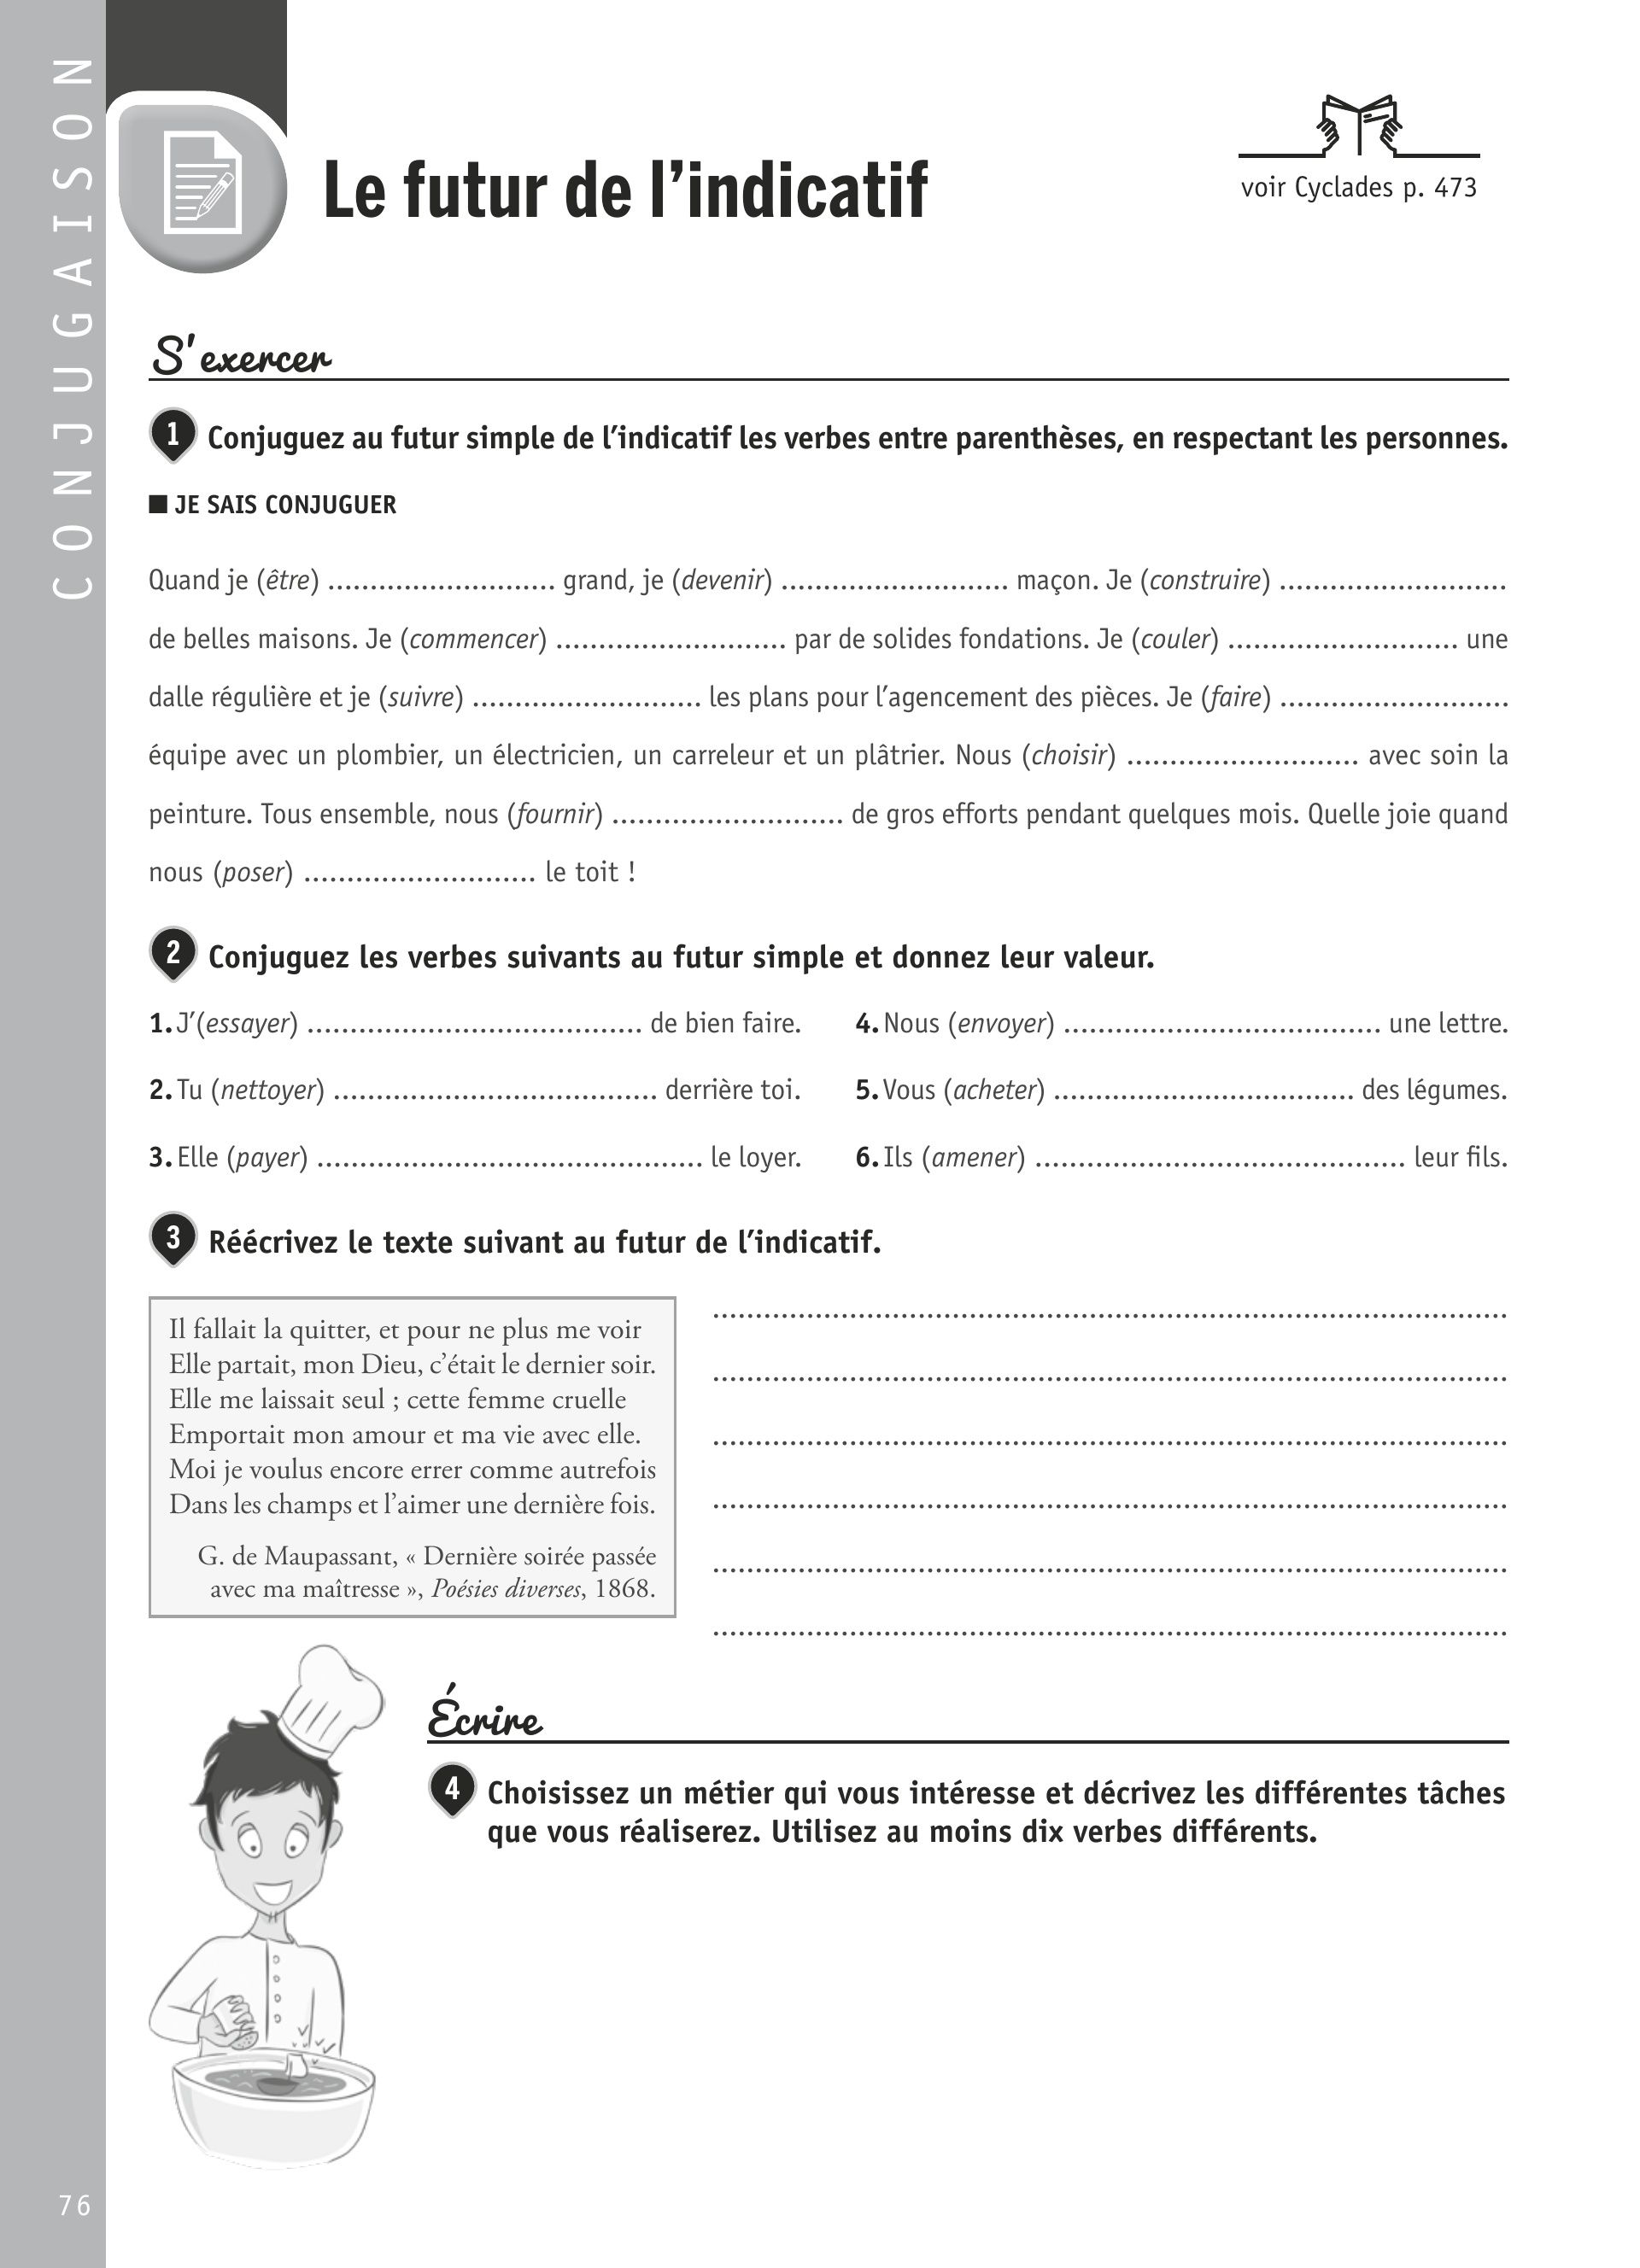 CONJUGAISON
Le futur de l'indicatif
voir Cyclades p. 473
S'exercer
1 Conjuguez au futur simple de l'indicatif les verbes entre parenthèses, en respectant les personnes.
■ JE SAIS CONJUGUER
Quand je (être) .......................... grand, je (devenir) .......................... maçon. Je (construire) ..........................
de belles maisons. Je (commencer) .......................... par de solides fondations. Je (couler) .......................... une
dalle régulière et je (suivre) .......................... les plans pour l'agencement des pièces. Je (faire) ..........................
équipe avec un plombier, un électricien, un carreleur et un plâtrier. Nous (choisir) .......................... avec soin la
peinture. Tous ensemble, nous (fournir) .......................... de gros efforts pendant quelques mois. Quelle joie quand
nous (poser) .......................... le toit !
2 Conjuguez les verbes suivants au futur simple et donnez leur valeur.
1. J'(essayer) ...................................... de bien faire.
2. Tu (nettoyer) ...................................... derrière toi.
3. Elle (payer) ............................................. le loyer.
4. Nous (envoyer) ..................................... une lettre.
5. Vous (acheter) ................................... des légumes.
6. Ils (amener) ........................................... leur fils.
3 Réécrivez le texte suivant au futur de l'indicatif.
Il fallait la quitter, et pour ne plus me voir
Elle partait, mon Dieu, c'était le dernier soir.
Elle me laissait seul ; cette femme cruelle
Emportait mon amour et ma vie avec elle.
Moi je voulus encore errer comme autrefois
Dans les champs et l'aimer une dernière fois.
G. de Maupassant, « Dernière soirée passée
avec ma maîtresse », Poésies diverses, 1868.
Écrire
4 Choisissez un métier qui vous intéresse et décrivez les différentes tâches
que vous réaliserez. Utilisez au moins dix verbes différents.
76